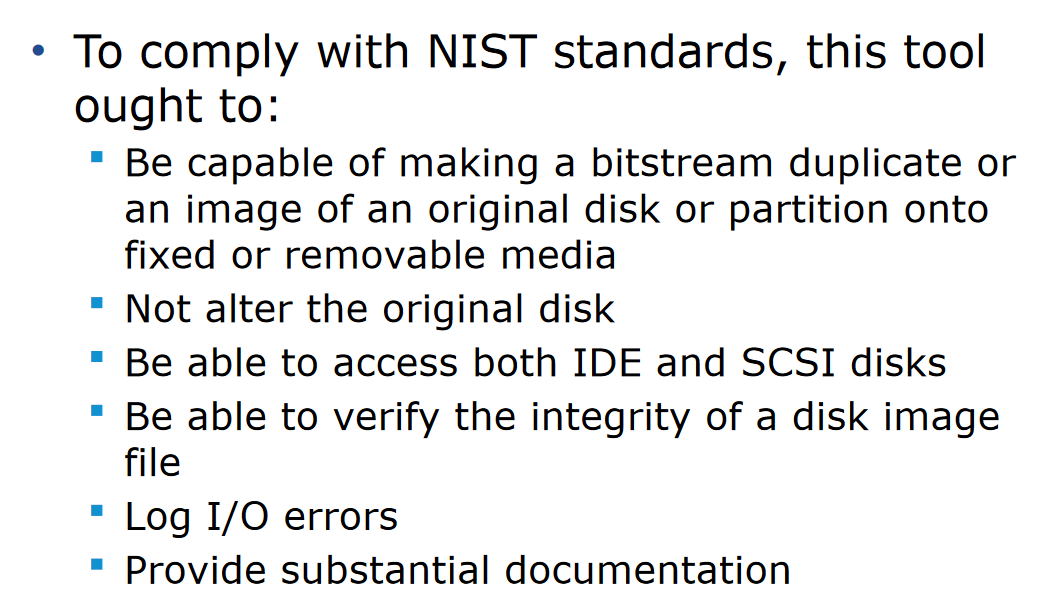 • To comply with NIST standards, this tool
ought to:
▪ Be capable of making a bitstream duplicate or
an image of an original disk or partition onto
fixed or removable media
▪ Not alter the original disk
▪ Be able to access both IDE and SCSI disks
▪ Be able to verify the integrity of a disk image
file
▪ Log I/O errors
▪ Provide substantial documentation